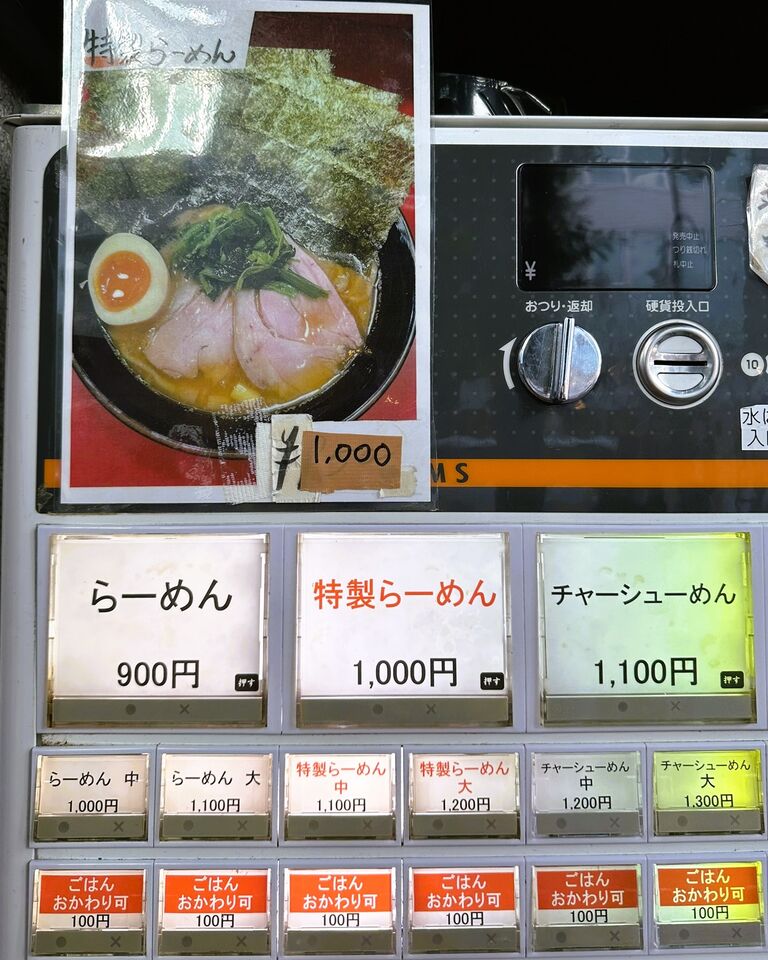 特製らーめん
¥1,000
発売中止
つり銭切れ
札中止
¥
おつり・返却
硬貨投入口
10
水は
入
MS
らーめん
900円
押す
特製らーめん
1,000円
押す
チャーシューめん
1,100円
押す
らーめん 中
1,000円
らーめん 大
1,100円
特製らーめん
中
1,100円
特製らーめん
大
1,200円
チャーシューめん
中
1,200円
チャーシューめん
大
1,300円
ごはん
おかわり可
100円
ごはん
おかわり可
100円
ごはん
おかわり可
100円
ごはん
おかわり可
100円
ごはん
おかわり可
100円
ごはん
おかわり可
100円